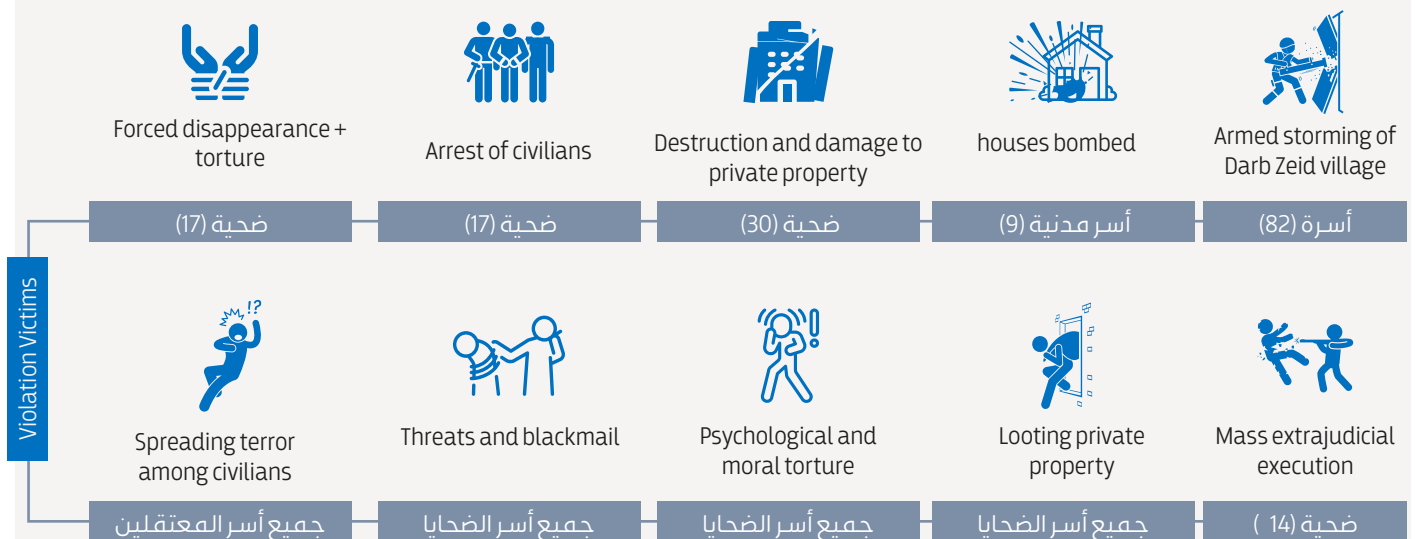 Forced disappearance +
torture
ضحية (17)
Arrest of civilians
ضحية (17)
Destruction and damage to
private property
ضحية (30)
houses bombed
أسر مدنية (9)
Armed storming of
Darb Zeid village
أسرة (82)
Violation Victims
!?
Spreading terror
among civilians
جميع أسر المعتقلين
Threats and blackmail
جميع أسر الضحايا
!
Psychological and
moral torture
جميع أسر الضحايا
Looting private
property
جميع أسر الضحايا
Mass extrajudicial
execution
ضحية (14 )